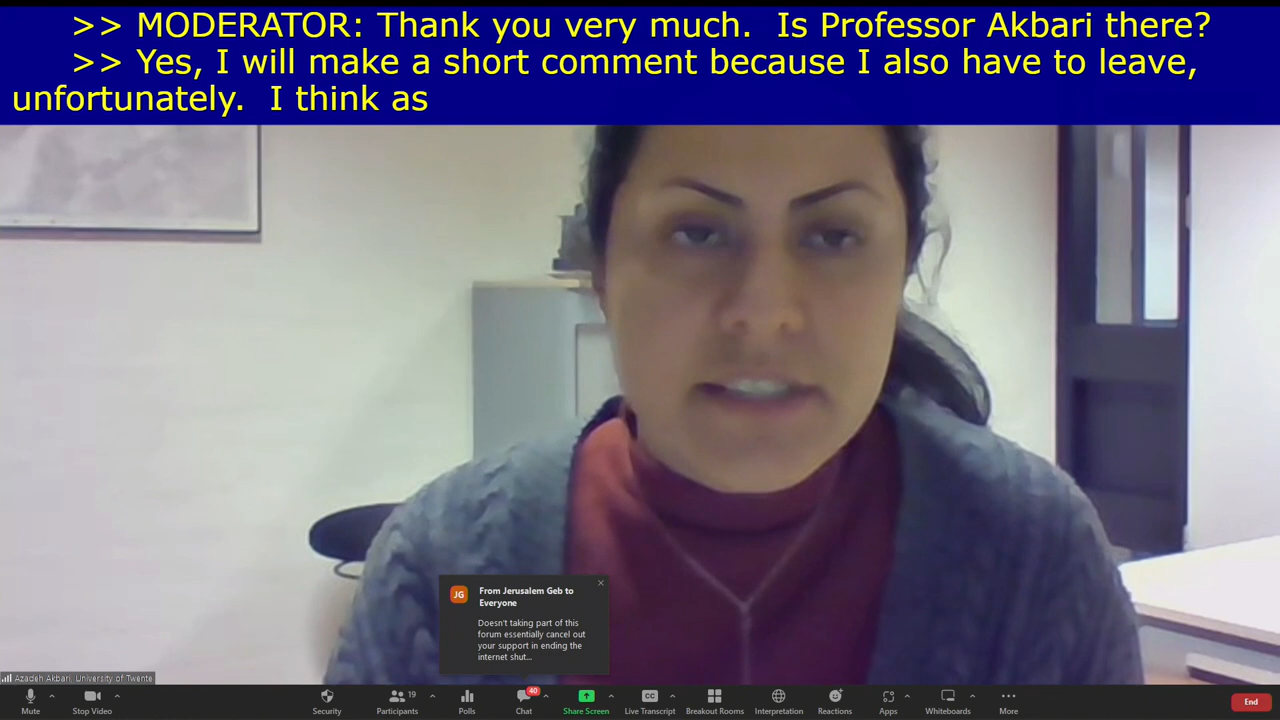 >> MODERATOR: Thank you very much. Is Professor Akbari there?
>> Yes, I will make a short comment because I also have to leave,
unfortunately. I think as
JG
From Jerusalem Geb to
Everyone
Doesn't taking part of this
forum essentially cancel out
your support in ending the
internet shut...
Azadeh Akbari, University of Twente
19
40
CC
Mute
Stop Video
Security
Participants
Polls
Chat
Share Screen
Live Transcript
Breakout Rooms
Interpretation
Reactions
Apps
Whiteboards
More
End